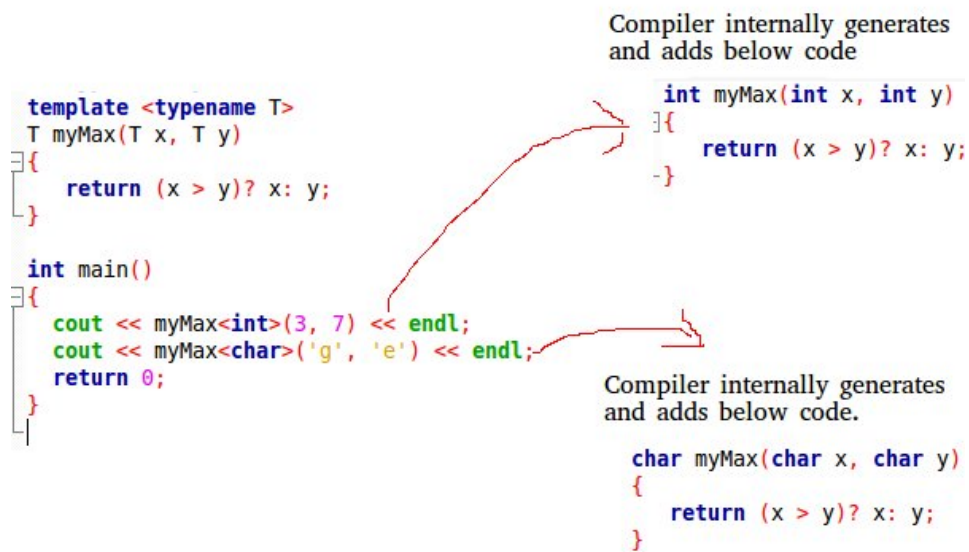 Compiler internally generates
and adds below code
template <typename T>
T myMax(T x, T y)
{
return (x > y)? x: y;
}
int main()
{
cout << myMax<int>(3, 7) << endl;
cout << myMax<char>('g', 'e') << endl;
return 0;
}
int myMax(int x, int y)
{
return (x > y)? x: y;
}
Compiler internally generates
and adds below code.
char myMax(char x, char y)
{
return (x > y)? x: y;
}